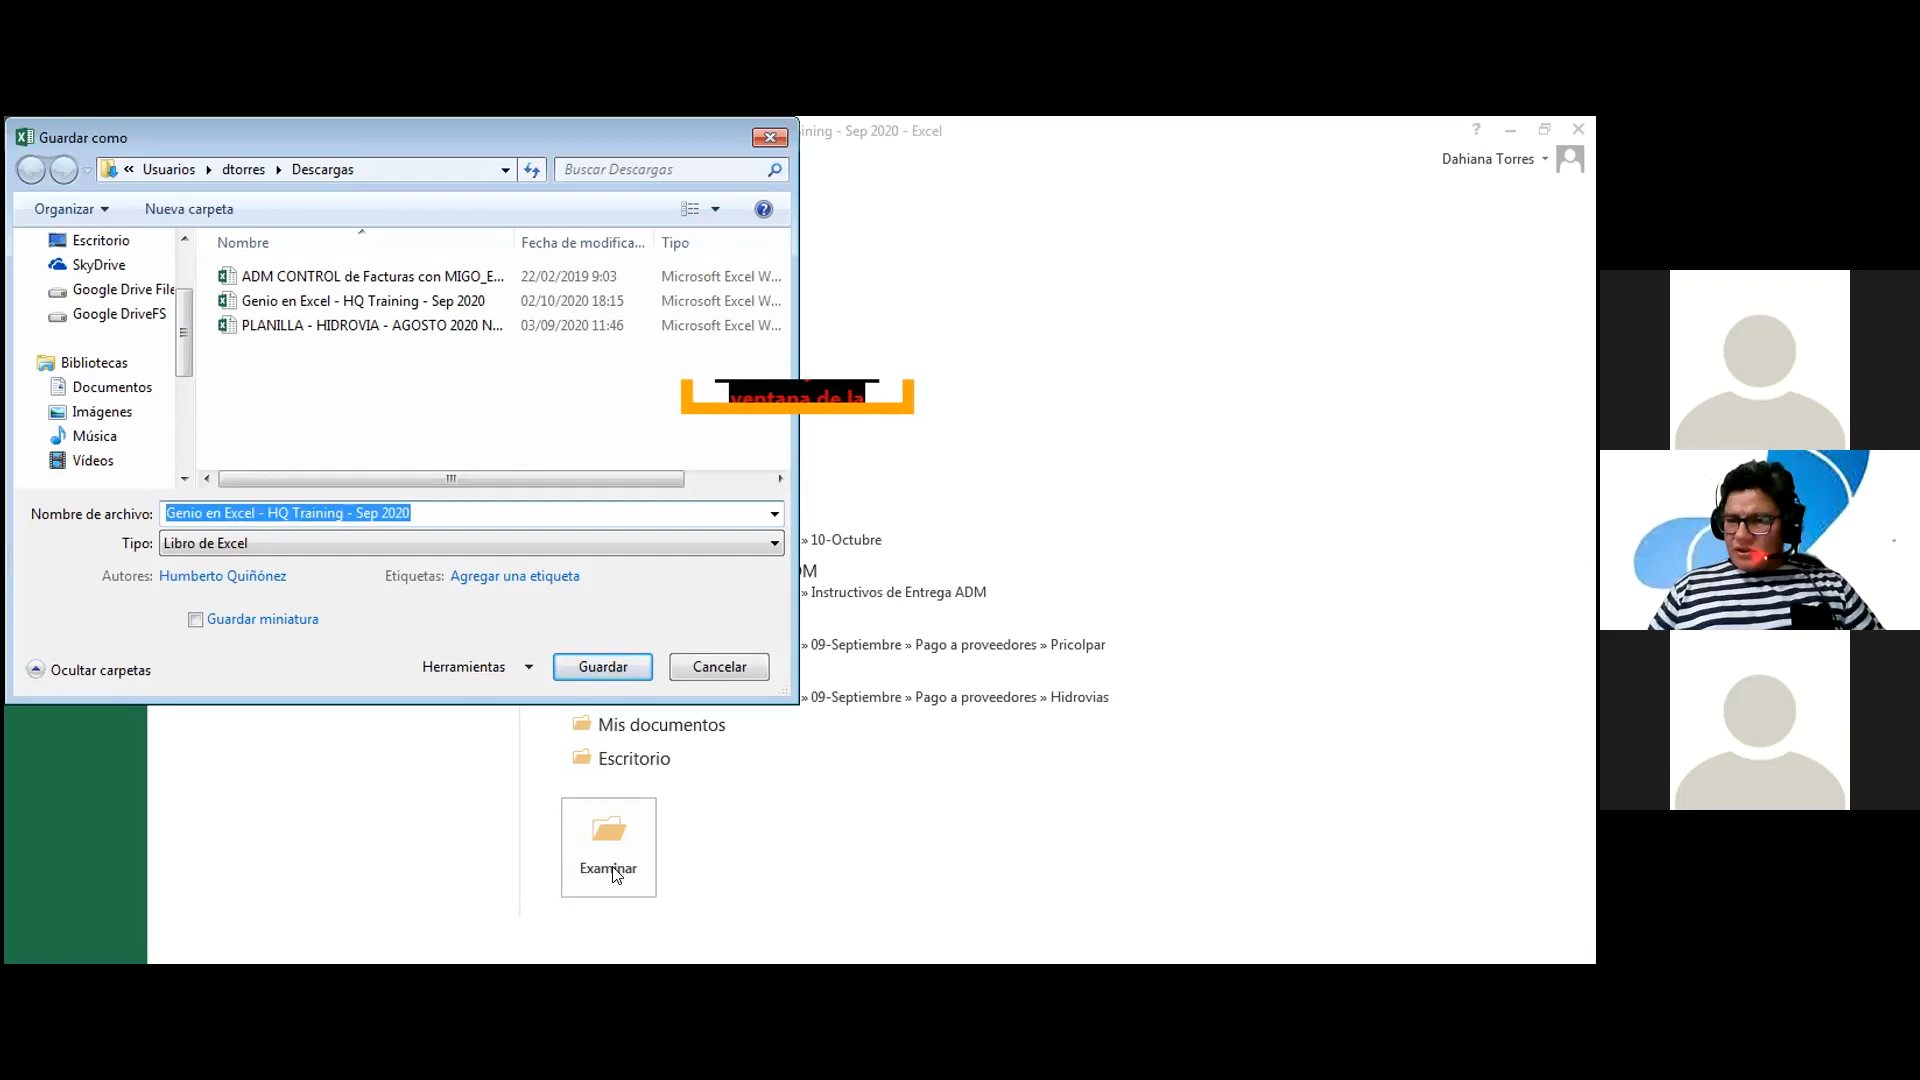 Guardar como
ining - Sep 2020 - Excel
?
Dahiana Torres
« Usuarios dtorres Descargas
Buscar Descargas
Organizar
Nueva carpeta
Escritorio
SkyDrive
Google Drive File
Google DriveFS
Bibliotecas
Documentos
Imágenes
Música
Vídeos
Nombre Fecha de modifica... Tipo
ADM CONTROL de Facturas con MIGO_E... 22/02/2019 9:03 Microsoft Excel W...
Genio en Excel - HQ Training - Sep 2020 02/10/2020 18:15 Microsoft Excel W...
PLANILLA - HIDROVIA - AGOSTO 2020 N... 03/09/2020 11:46 Microsoft Excel W...
ventana de la
Nombre de archivo: Genio en Excel - HQ Training - Sep 2020
Tipo: Libro de Excel
Autores: Humberto Quiñónez
Etiquetas: Agregar una etiqueta
Guardar miniatura
Ocultar carpetas
Herramientas
Guardar
Cancelar
» 10-Octubre
M
» Instructivos de Entrega ADM
» 09-Septiembre » Pago a proveedores » Pricolpar
» 09-Septiembre » Pago a proveedores » Hidrovias
Mis documentos
Escritorio
Examinar